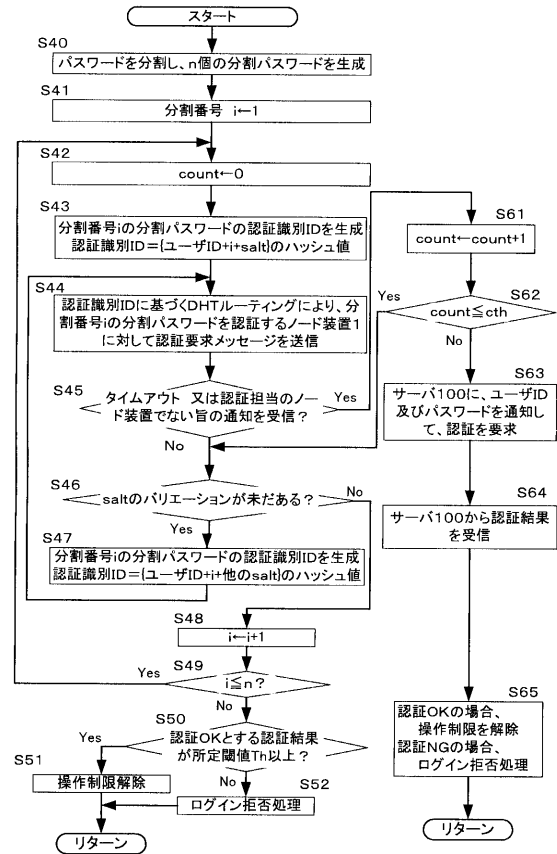 スタート
S40
パスワードを分割し、n個の分割パスワードを生成
S41
分割番号 i←1
S42
count←0
S43
分割番号iの分割パスワードの認証識別IDを生成
認証識別ID={ユーザID+i+salt}のハッシュ値
S44
認証識別IDに基づくDHTルーティングにより、分
割番号iの分割パスワードを認証するノード装置1
に対して認証要求メッセージを送信
S45
タイムアウト 又は認証担当のノー
ド装置でない旨の通知を受信?
Yes
No
S46
saltのバリエーションが未だある?
No
Yes
S47
分割番号iの分割パスワードの認証識別IDを生成
認証識別ID={ユーザID+i+他のsalt}のハッシュ値
S48
i←i+1
S49
Yes
i≦n?
No
S50
認証OKとする認証結果
が所定閾値Th以上?
Yes
No
S51
操作制限解除
S52
ログイン拒否処理
リターン
S61
count←count+1
S62
Yes
count≦cth
No
S63
サーバ100に、ユーザID
及びパスワードを通知し
て、認証を要求
S64
サーバ100から認証結果
を受信
S65
認証OKの場合、
操作制限を解除
認証NGの場合、
ログイン拒否処理
リターン